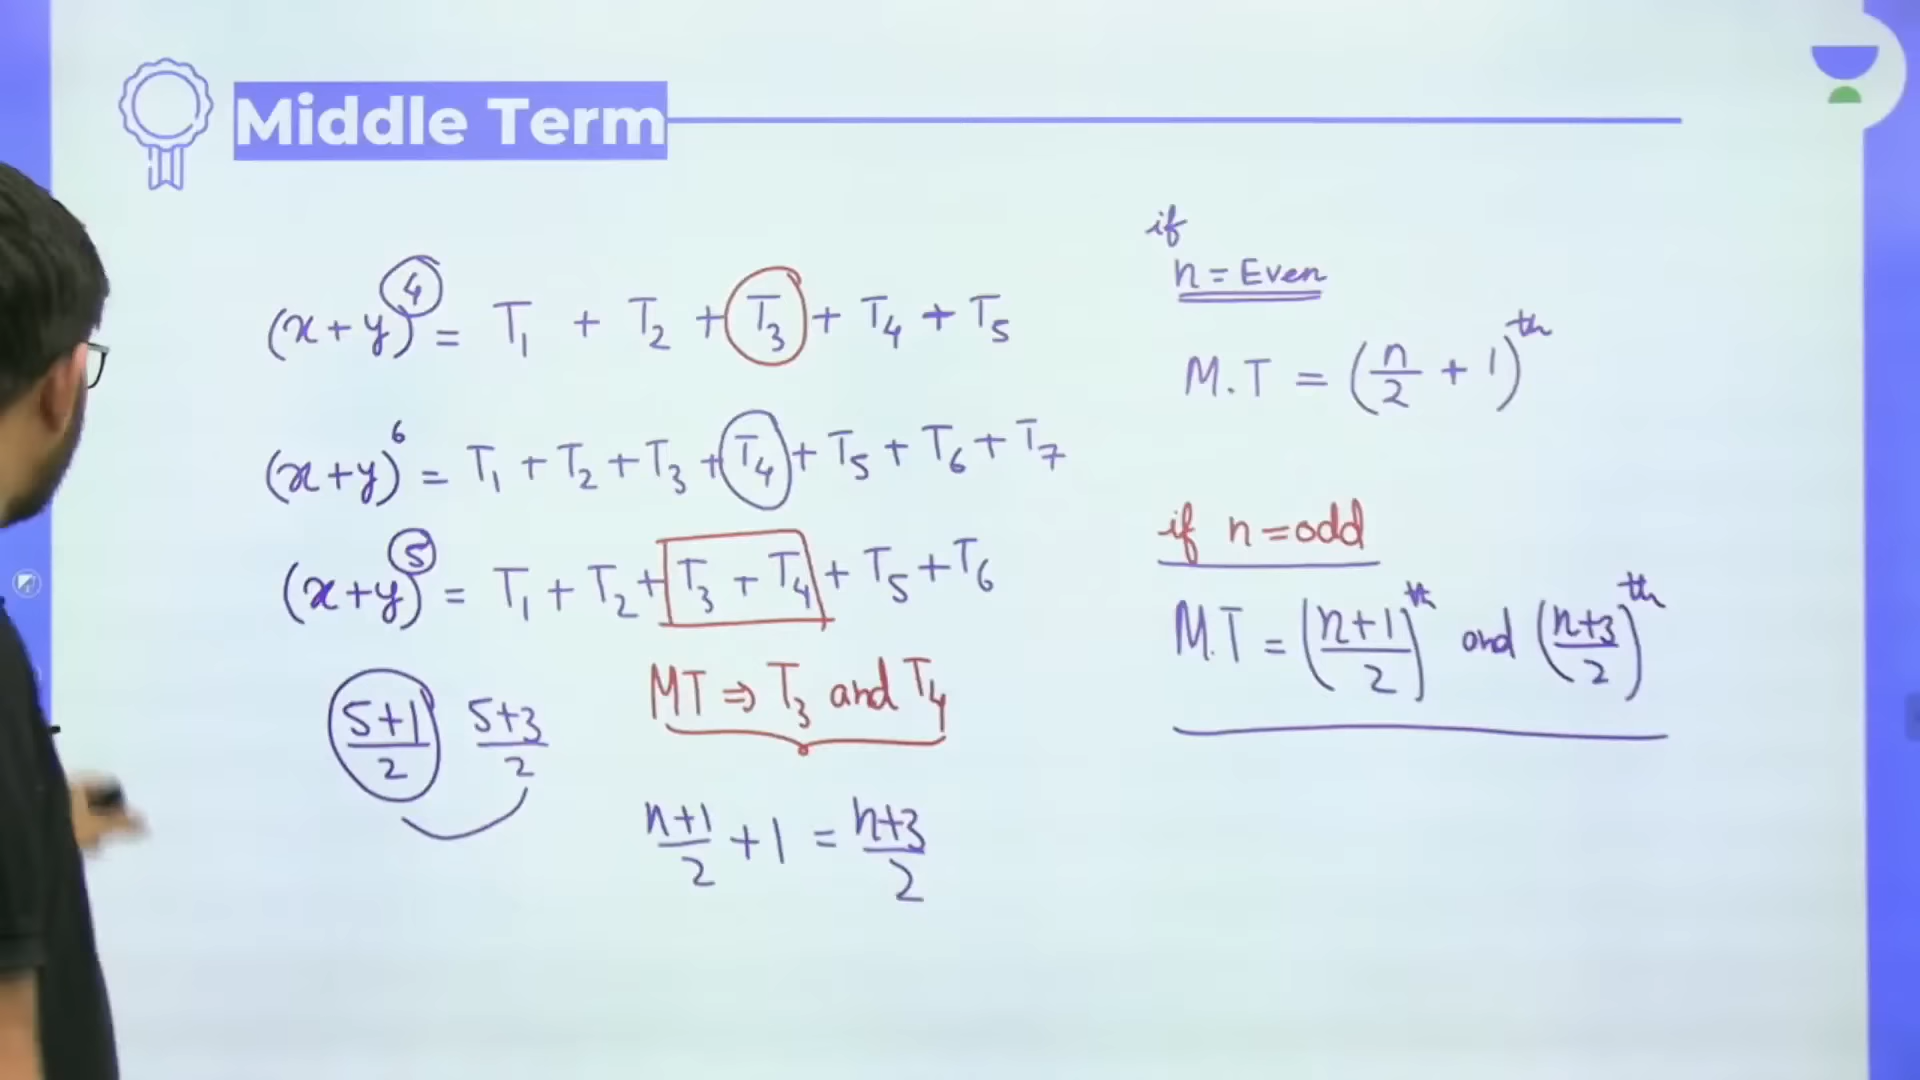 Middle Term
(x+y)^4 = T₁ + T₂ + T₃ + T₄ + T₅
(x+y)^6 = T₁ + T₂ + T₃ + T₄ + T₅ + T₆ + T₇
(x+y)^5 = T₁ + T₂ + T₃ + T₄ + T₅ + T₆
(5+1)/2 (5+3)/2
MT ⇒ T₃ and T₄
(n+1)/2 + 1 = (n+3)/2
if
n = Even
M.T = (n/2 + 1)^th
if n = odd
M.T = ((n+1)/2)^th and ((n+3)/2)^th